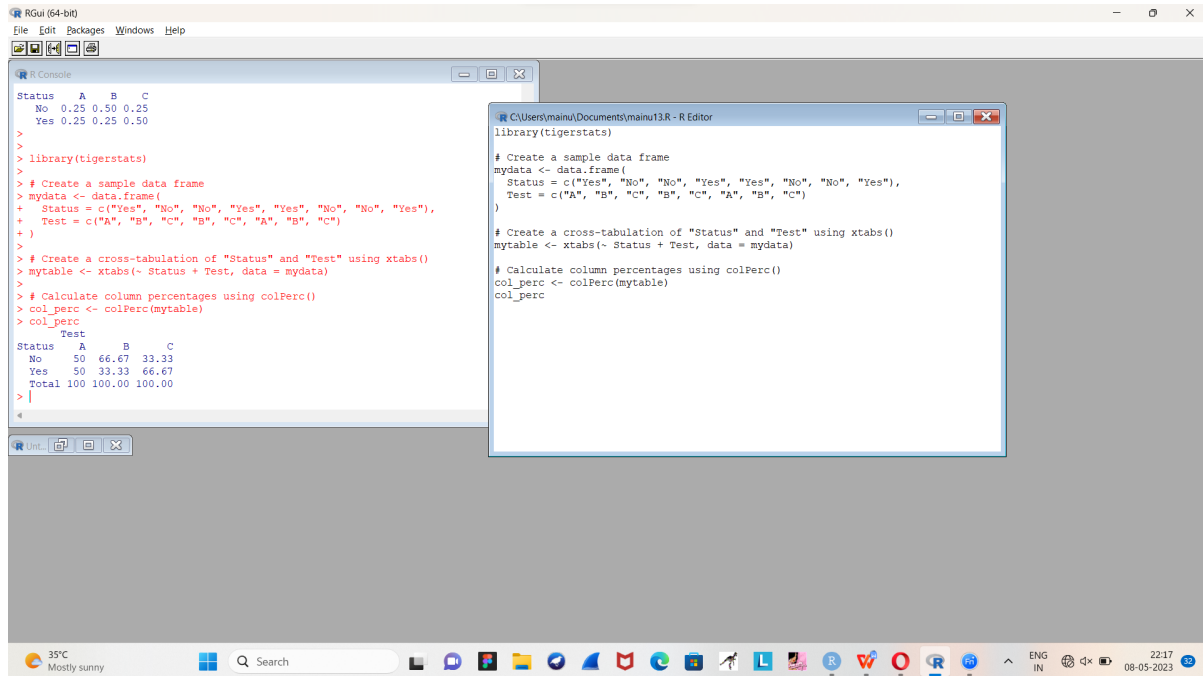 RGui (64-bit)
File Edit Packages Windows Help
R Console
Status    A    B    C
   No  0.25 0.50 0.25
   Yes 0.25 0.25 0.50
>
>
> library(tigerstats)
>
> # Create a sample data frame
> mydata <- data.frame(
+   Status = c("Yes", "No", "No", "Yes", "Yes", "No", "No", "Yes"),
+   Test = c("A", "B", "C", "B", "C", "A", "B", "C")
+ )
>
> # Create a cross-tabulation of "Status" and "Test" using xtabs()
> mytable <- xtabs(~ Status + Test, data = mydata)
>
> # Calculate column percentages using colPerc()
> col_perc <- colPerc(mytable)
> col_perc
       Test
Status    A      B      C
  No     50  66.67  33.33
  Yes    50  33.33  66.67
  Total 100 100.00 100.00
>
C:\Users\mainu\Documents\mainu13.R - R Editor
library(tigerstats)

# Create a sample data frame
mydata <- data.frame(
  Status = c("Yes", "No", "No", "Yes", "Yes", "No", "No", "Yes"),
  Test = c("A", "B", "C", "B", "C", "A", "B", "C")
)

# Create a cross-tabulation of "Status" and "Test" using xtabs()
mytable <- xtabs(~ Status + Test, data = mydata)

# Calculate column percentages using colPerc()
col_perc <- colPerc(mytable)
col_perc
Unt...
35°C
Mostly sunny
Search
L
R
W
R
Fri
ENG
IN
22:17
08-05-2023
32